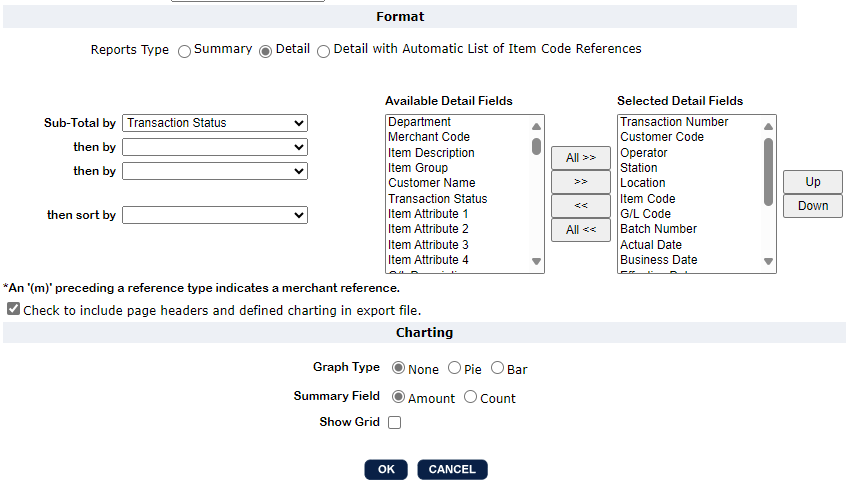 Format
Reports Type Summary Detail Detail with Automatic List of Item Code References
Available Detail Fields Selected Detail Fields
Sub-Total by Transaction Status
then by
then by
then sort by
Department
Merchant Code
Item Description
Item Group
Customer Name
Transaction Status
Item Attribute 1
Item Attribute 2
Item Attribute 3
Item Attribute 4
All >>
>>
<<
All <<
Transaction Number
Customer Code
Operator
Station
Location
Item Code
G/L Code
Batch Number
Actual Date
Business Date
Up
Down
*An '(m)' preceding a reference type indicates a merchant reference.
Check to include page headers and defined charting in export file.
Charting
Graph Type None Pie Bar
Summary Field Amount Count
Show Grid
OK CANCEL